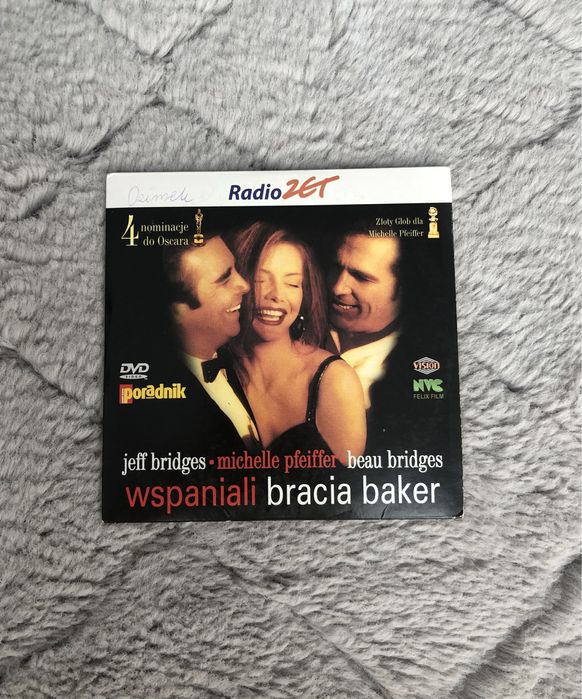 Radio ZET
4 nominacje
do Oscara
Złoty Glob dla
Michelle Pfeiffer
DVD
VIDEO
poradnik
VISION
NVC
FELIX FILM
jeff bridges • michelle pfeiffer • beau bridges
wspaniali bracia baker